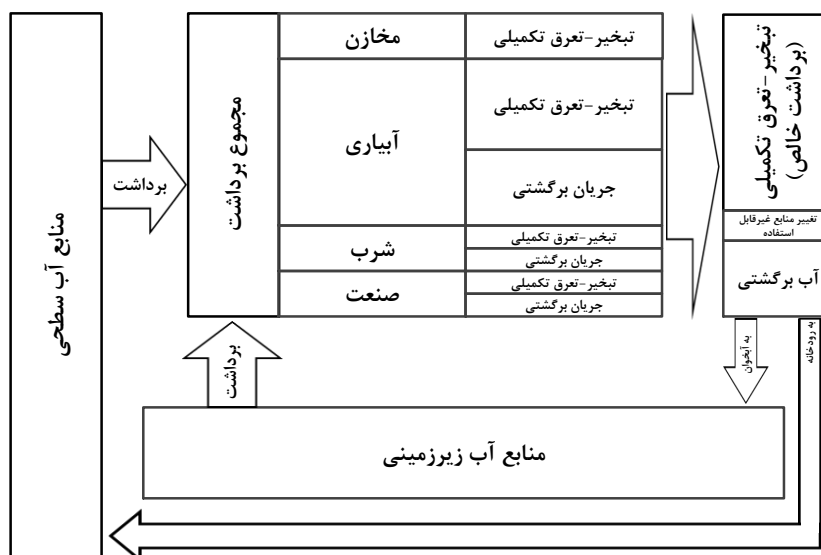 منابع آب سطحی
برداشت
مجموع برداشت
مخازن
تبخیر-تعرق تکمیلی
آبیاری
تبخیر-تعرق تکمیلی
جریان برگشتی
شرب
تبخیر-تعرق تکمیلی
جریان برگشتی
صنعت
تبخیر-تعرق تکمیلی
جریان برگشتی
تبخیر-تعرق تکمیلی
(برداشت خالص)
تغییر منابع غیرقابل
استفاده
آب برگشتی
به آبخوان
به رودخانه
برداشت
منابع آب زیرزمینی